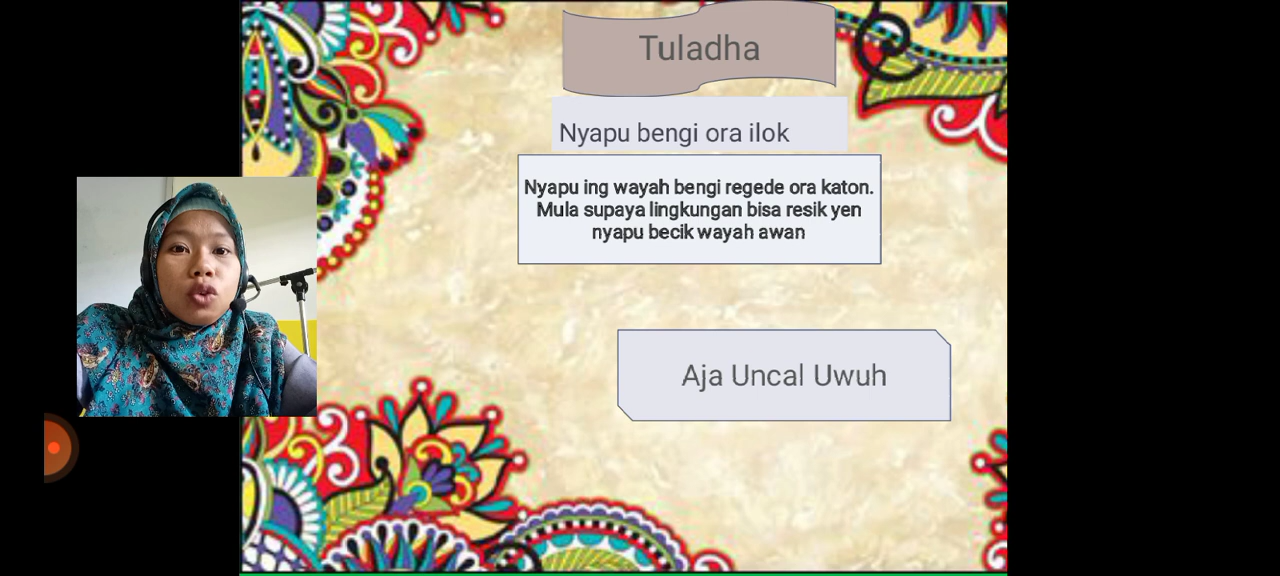 Tuladha
Nyapu bengi ora ilok
Nyapu ing wayah bengi regede ora katon.
Mula supaya lingkungan bisa resik yen
nyapu becik wayah awan
Aja Uncal Uwuh